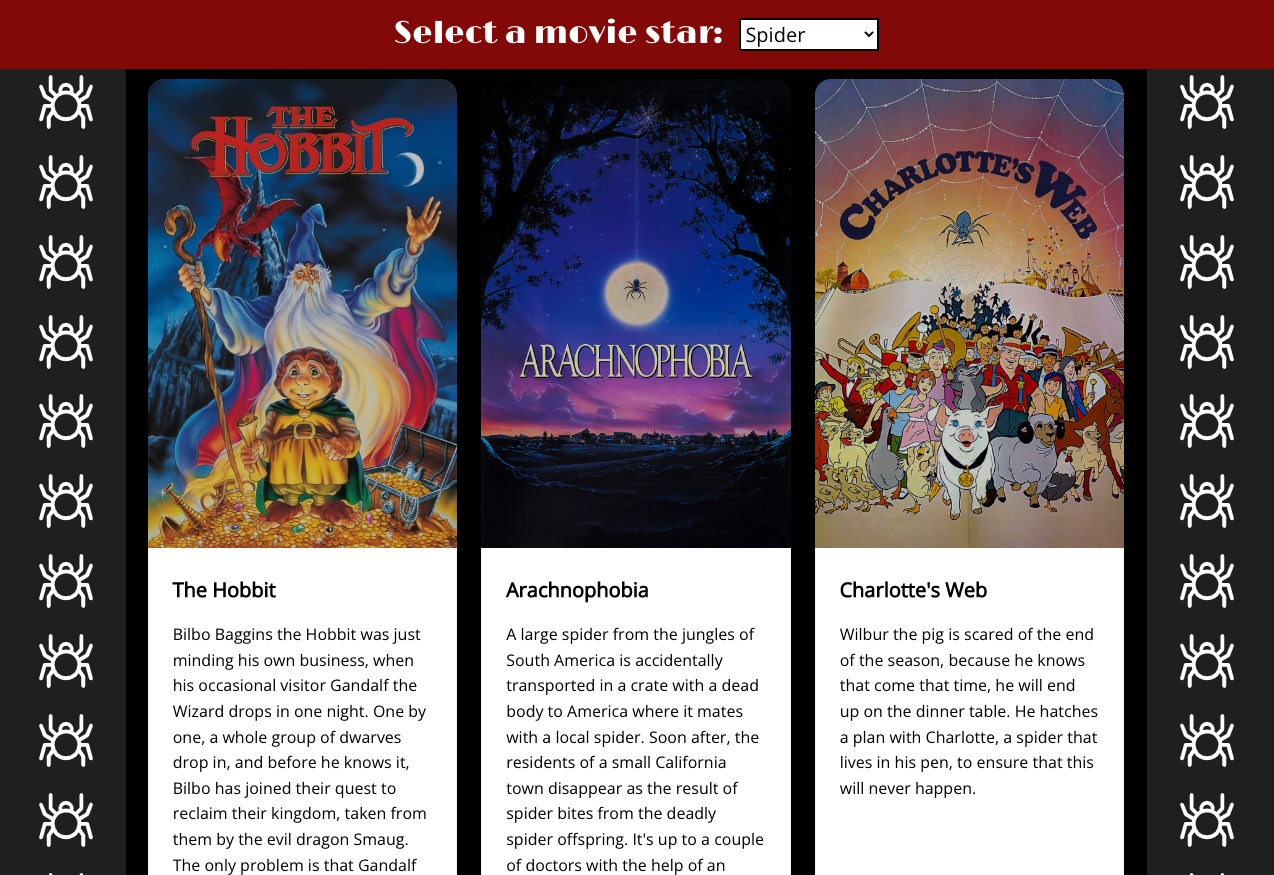 Select a movie star: Spider
THE
HOBBIT
ARACHNOPHOBIA
CHARLOTTE'S WEB
The Hobbit
Bilbo Baggins the Hobbit was just
minding his own business, when
his occasional visitor Gandalf the
Wizard drops in one night. One by
one, a whole group of dwarves
drop in, and before he knows it,
Bilbo has joined their quest to
reclaim their kingdom, taken from
them by the evil dragon Smaug.
The only problem is that Gandalf
Arachnophobia
A large spider from the jungles of
South America is accidentally
transported in a crate with a dead
body to America where it mates
with a local spider. Soon after, the
residents of a small California
town disappear as the result of
spider bites from the deadly
spider offspring. It's up to a couple
of doctors with the help of an
Charlotte's Web
Wilbur the pig is scared of the end
of the season, because he knows
that come that time, he will end
up on the dinner table. He hatches
a plan with Charlotte, a spider that
lives in his pen, to ensure that this
will never happen.